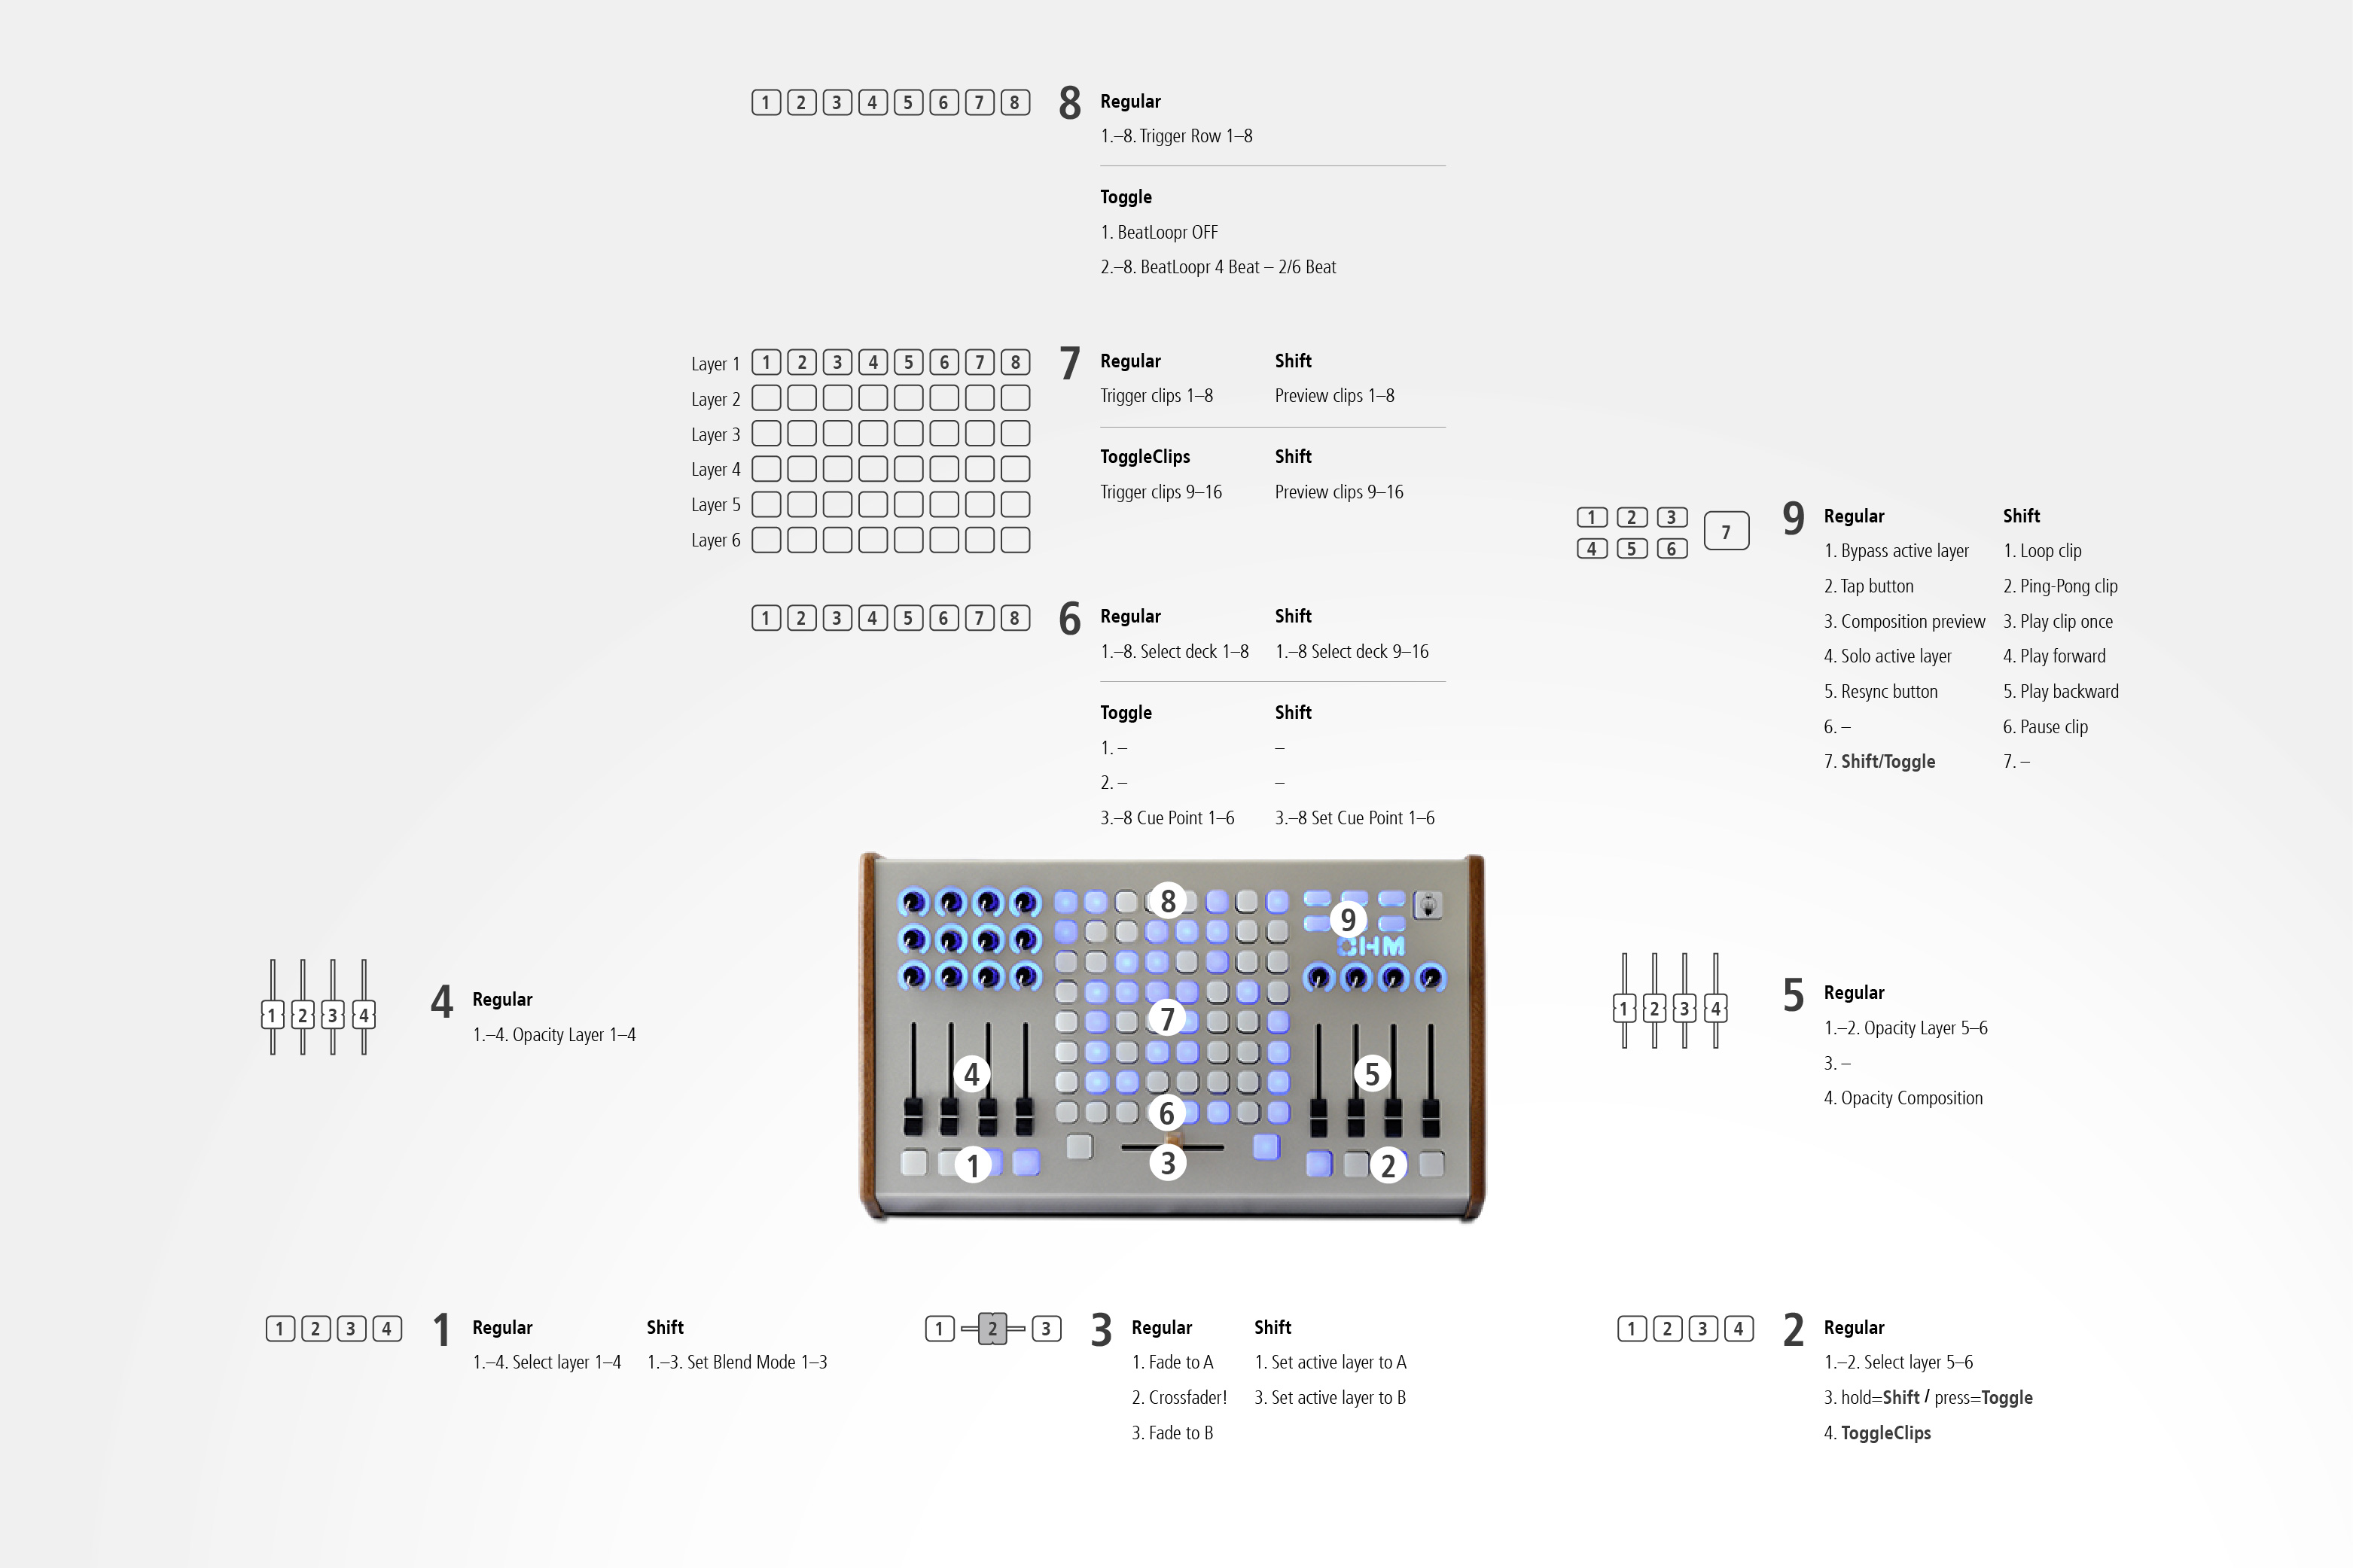 1 2 3 4 5 6 7 8
8 Regular
1.–8. Trigger Row 1–8
Toggle
1. BeatLoopr OFF
2.–8. BeatLoopr 4 Beat – 2/6 Beat
Layer 1 1 2 3 4 5 6 7 8
Layer 2
Layer 3
Layer 4
Layer 5
Layer 6
7 Regular Shift
Trigger clips 1–8 Preview clips 1–8
ToggleClips Shift
Trigger clips 9–16 Preview clips 9–16
1 2 3 4 5 6 7 8
6 Regular Shift
1.–8. Select deck 1–8 1.–8 Select deck 9–16
Toggle Shift
1. – –
2. – –
3.–8 Cue Point 1–6 3.–8 Set Cue Point 1–6
1 2 3
4 5 6
7
9 Regular Shift
1. Bypass active layer 1. Loop clip
2. Tap button 2. Ping-Pong clip
3. Composition preview 3. Play clip once
4. Solo active layer 4. Play forward
5. Resync button 5. Play backward
6. – 6. Pause clip
7. Shift/Toggle 7. –
8
9
OHM
7
4
5
6
1
3
2
1 2 3 4
4 Regular
1.–4. Opacity Layer 1–4
1 2 3 4
5 Regular
1.–2. Opacity Layer 5–6
3. –
4. Opacity Composition
1 2 3 4
1 Regular Shift
1.–4. Select layer 1–4 1.–3. Set Blend Mode 1–3
1 2 3
3 Regular Shift
1. Fade to A 1. Set active layer to A
2. Crossfader! 3. Set active layer to B
3. Fade to B
1 2 3 4
2 Regular
1.–2. Select layer 5–6
3. hold=Shift / press=Toggle
4. ToggleClips